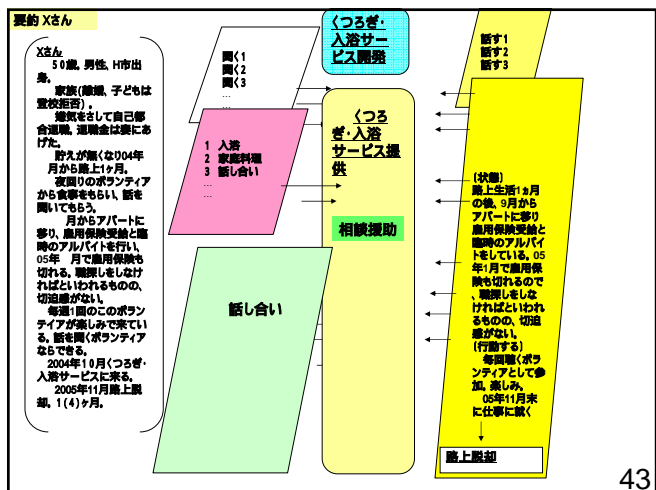 要約 Xさん
Xさん
50歳。男性、H市出
身。
家族(離婚、子どもは
登校拒否)。
嫌気をさして自己都
合退職。退職金は妻にあ
げた。
貯えが無くなり04年
月から路上1ヶ月。
夜回りのボランティア
から食事をもらい、話を
聞いてもらう。
月からアパートに
移り、雇用保険受給と臨
時のアルバイトを行い、
05年 月で雇用保険も
切れる。職探しをしなけ
ればといわれるものの、切
迫感がない。
毎週1回のこのボラン
テイアが楽しみで来てい
る。話を聞くボランティア
ならできる。
2004年10月くつろぎ・
入浴サービスに来る。
2005年11月路上脱
却。1(4)ヶ月。
聞く1
聞く2
聞く3
…
…
1 入浴
2 家庭料理
3 話し合い
…
…
話し合い
くつろぎ・
入浴サー
ビス開発
くつろ
ぎ・入浴
サービス提
供
相談援助
話す1
話す2
話す3
(状態)
路上生活1ヵ月
の後、9月から
アパートに移り
雇用保険受給と
臨時のアルバイ
トをしている。05
年1月で雇用保
険も切れるので
、職探しをしな
ければといわれ
るものの、切迫
感がない。
(行動する)
毎回聴くボラ
ンティアとして参
加。楽しみ。
05年11月末
に仕事に就く
路上脱却
43